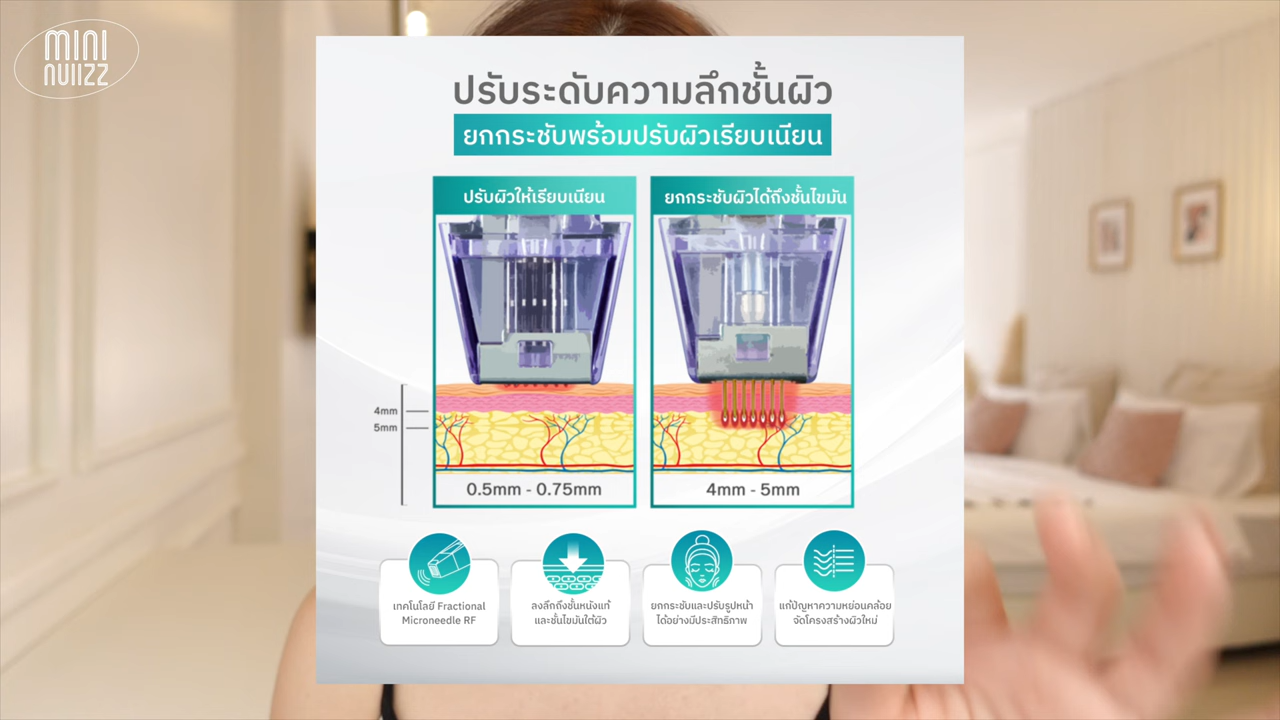 MINI
NUIIZZ
ปรับระดับความลึกชั้นผิว
ยกกระชับพร้อมปรับผิวเรียบเนียน
ปรับผิวให้เรียบเนียน
ยกกระชับผิวได้ถึงชั้นไขมัน
4mm
5mm
0.5mm - 0.75mm
4mm - 5mm
เทคโนโลยี Fractional
Microneedle RF
ลงลึกถึงชั้นหนังแท้
และชั้นไขมันใต้ผิว
ยกกระชับและปรับรูปหน้า
ได้อย่างมีประสิทธิภาพ
แก้ปัญหาความหย่อนคล้อย
จัดโครงสร้างผิวใหม่